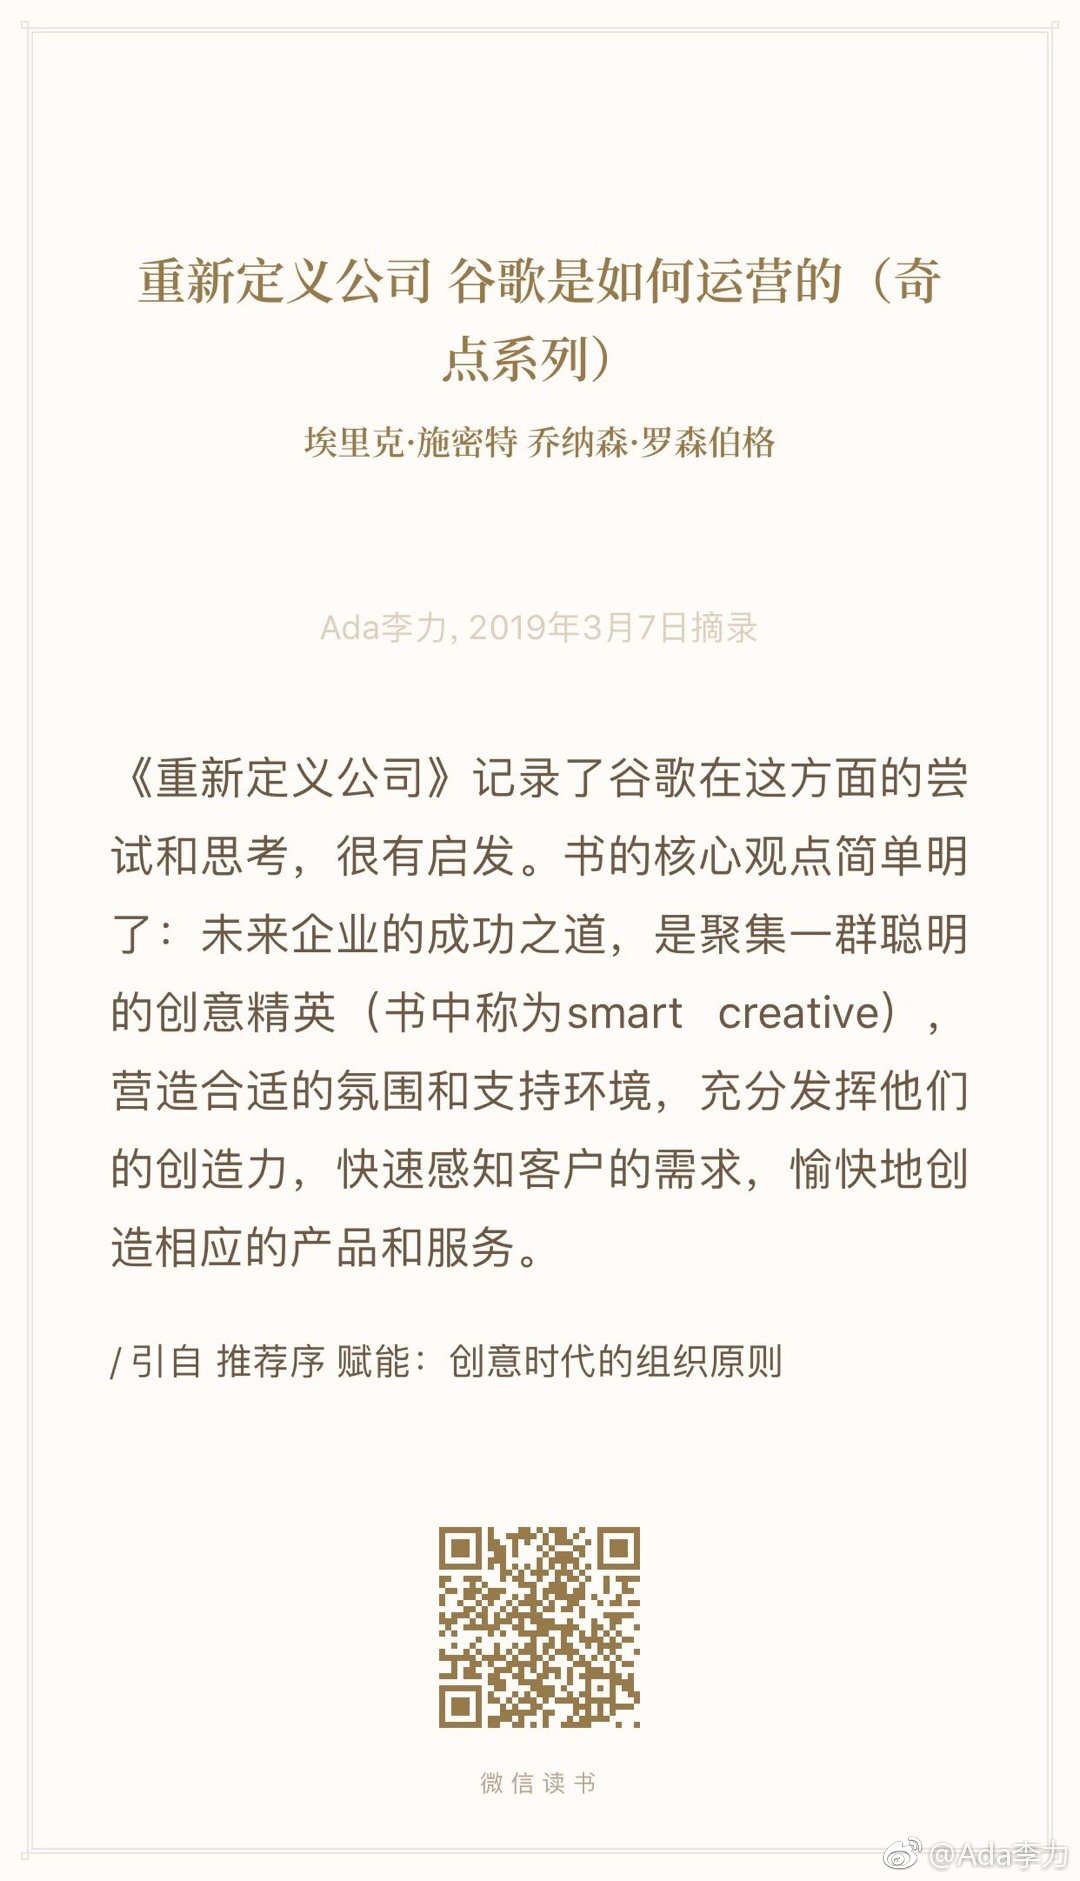 重新定义公司 谷歌是如何运营的（奇
点系列）
埃里克·施密特 乔纳森·罗森伯格
Ada李力, 2019年3月7日摘录
《重新定义公司》记录了谷歌在这方面的尝
试和思考，很有启发。书的核心观点简单明
了：未来企业的成功之道，是聚集一群聪明
的创意精英（书中称为smart creative），
营造合适的氛围和支持环境，充分发挥他们
的创造力，快速感知客户的需求，愉快地创
造相应的产品和服务。
/ 引自 推荐序 赋能：创意时代的组织原则
微信读书
@Ada李力